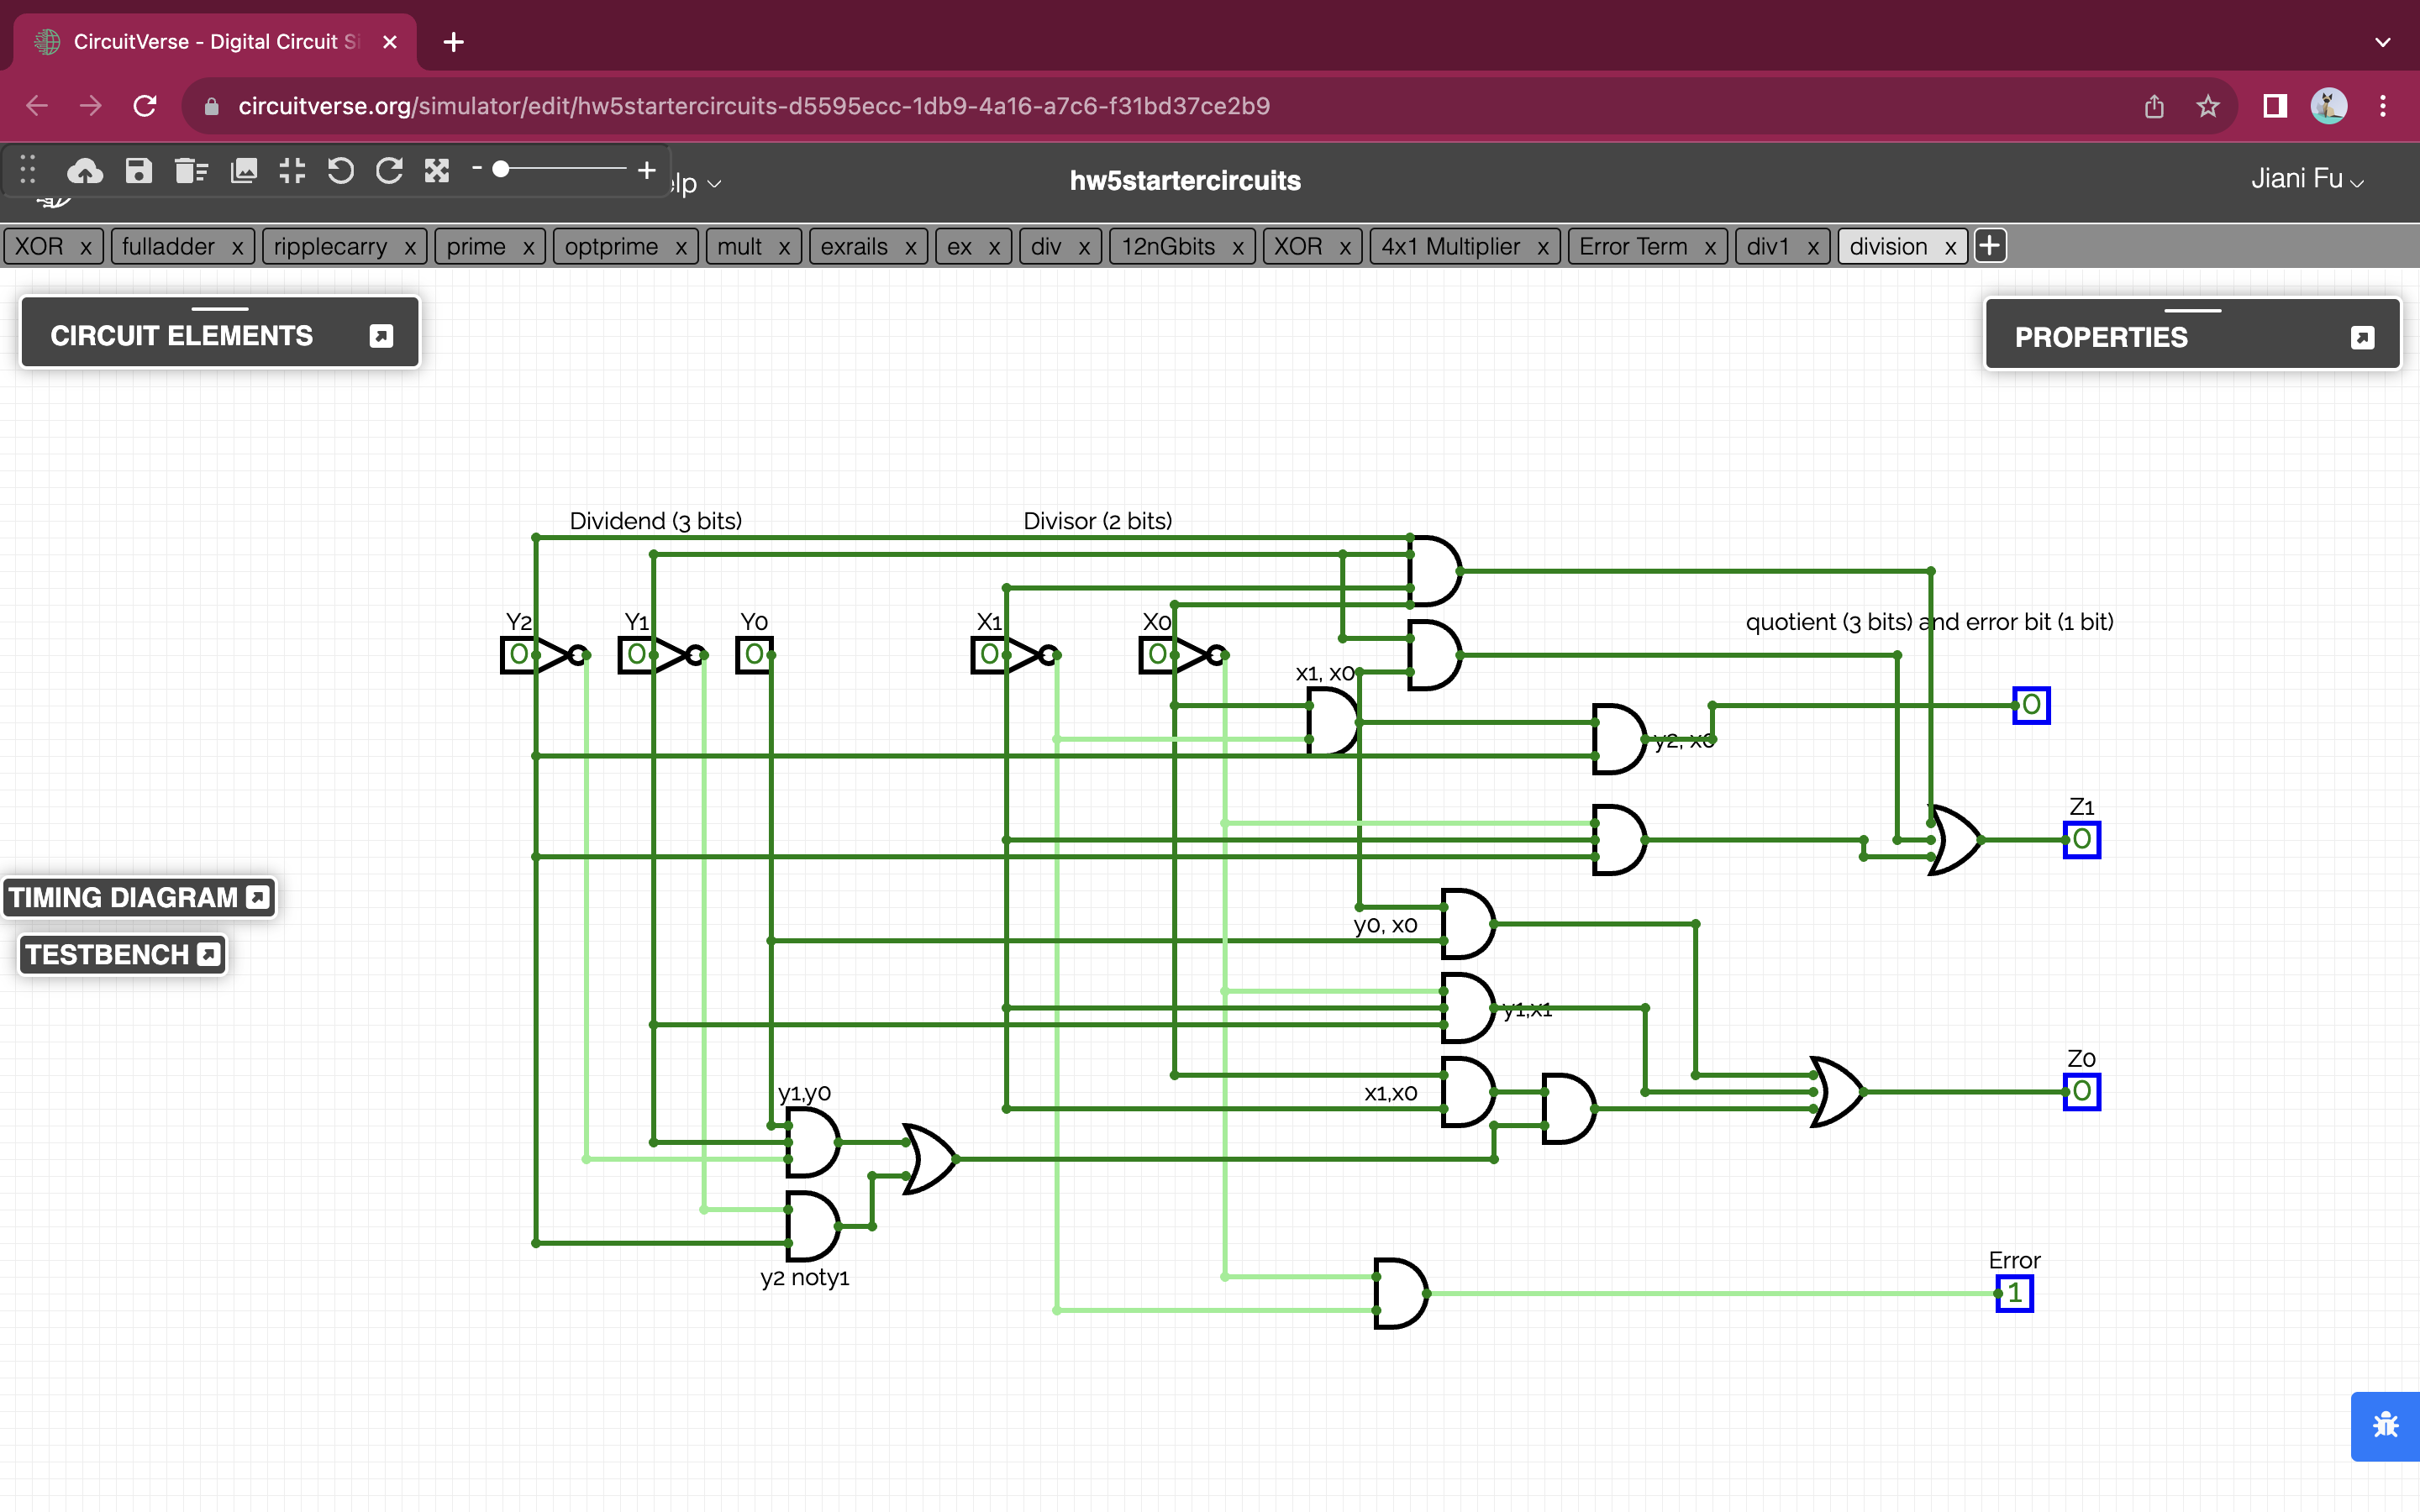 CircuitVerse - Digital Circuit Si
circuitverse.org/simulator/edit/hw5startercircuits-d5595ecc-1db9-4a16-a7c6-f31bd37ce2b9
- + elp hw5startercircuits Jiani Fu
XOR x fulladder x ripplecarry x prime x optprime x mult x exrails x ex x div x 12nGbits x XOR x 4x1 Multiplier x Error Term x div1 x division x +
CIRCUIT ELEMENTS
PROPERTIES
Dividend (3 bits) Divisor (2 bits)
Y2 Y1 Y0 X1 X0 quotient (3 bits) and error bit (1 bit)
0 0 0 0 0
x1, x0
0
y2, x0
Z1
0
TIMING DIAGRAM
y0, x0
TESTBENCH
y1,x1
Z0
y1,y0 x1,x0 0
Error
y2 noty1
1